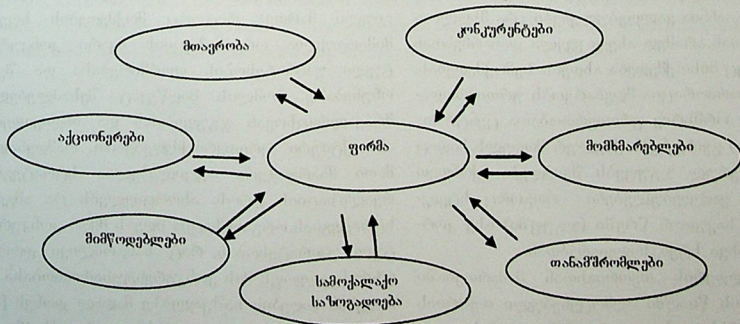 მთავრობა
კონკურენტები
აქციონერები
ფირმა
მომხმარებლები
მიმწოდებლები
სამოქალაქო
საზოგადოება
თანამშრომლები